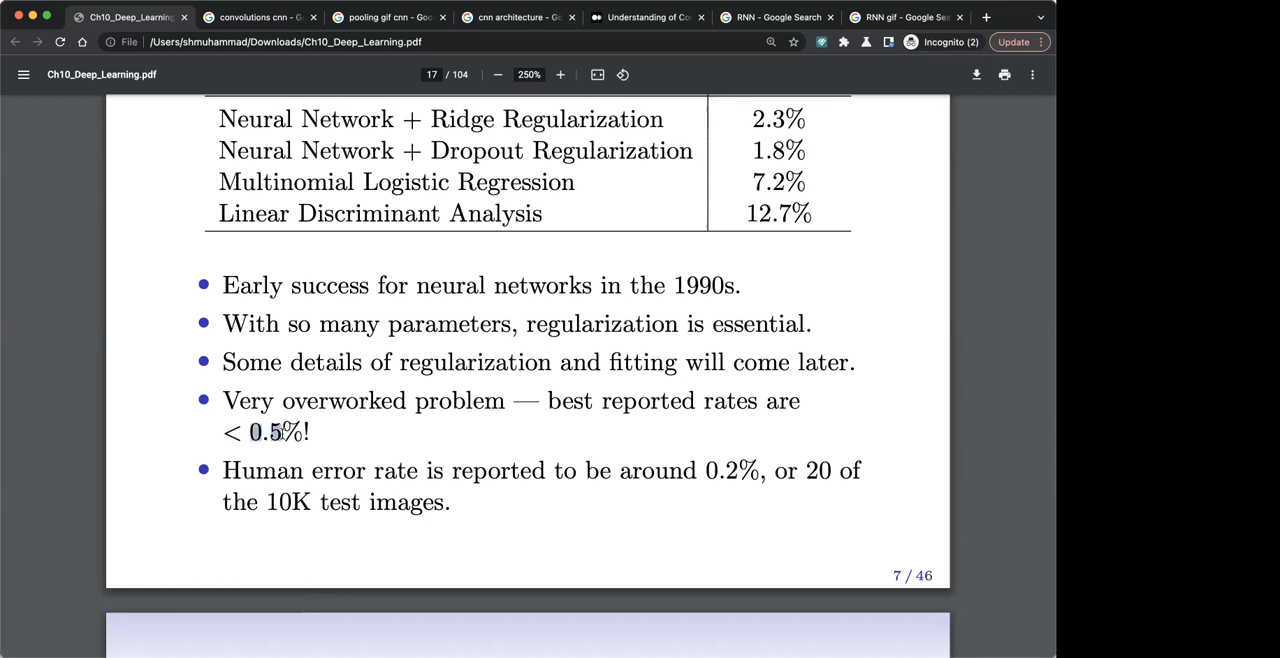 Ch10_Deep_Learning.pdf
convolutions cnn - G
pooling gif cnn - Goo
cnn architecture - Go
Understanding of Co
RNN - Google Search
RNN gif - Google Sea
File
/Users/shmuhammad/Downloads/Ch10_Deep_Learning.pdf
Incognito (2)
Update
Ch10_Deep_Learning.pdf
17 / 104
250%
Neural Network + Ridge Regularization 2.3%
Neural Network + Dropout Regularization 1.8%
Multinomial Logistic Regression 7.2%
Linear Discriminant Analysis 12.7%
• Early success for neural networks in the 1990s.
• With so many parameters, regularization is essential.
• Some details of regularization and fitting will come later.
• Very overworked problem — best reported rates are
< 0.5%!
• Human error rate is reported to be around 0.2%, or 20 of
the 10K test images.
7 / 46